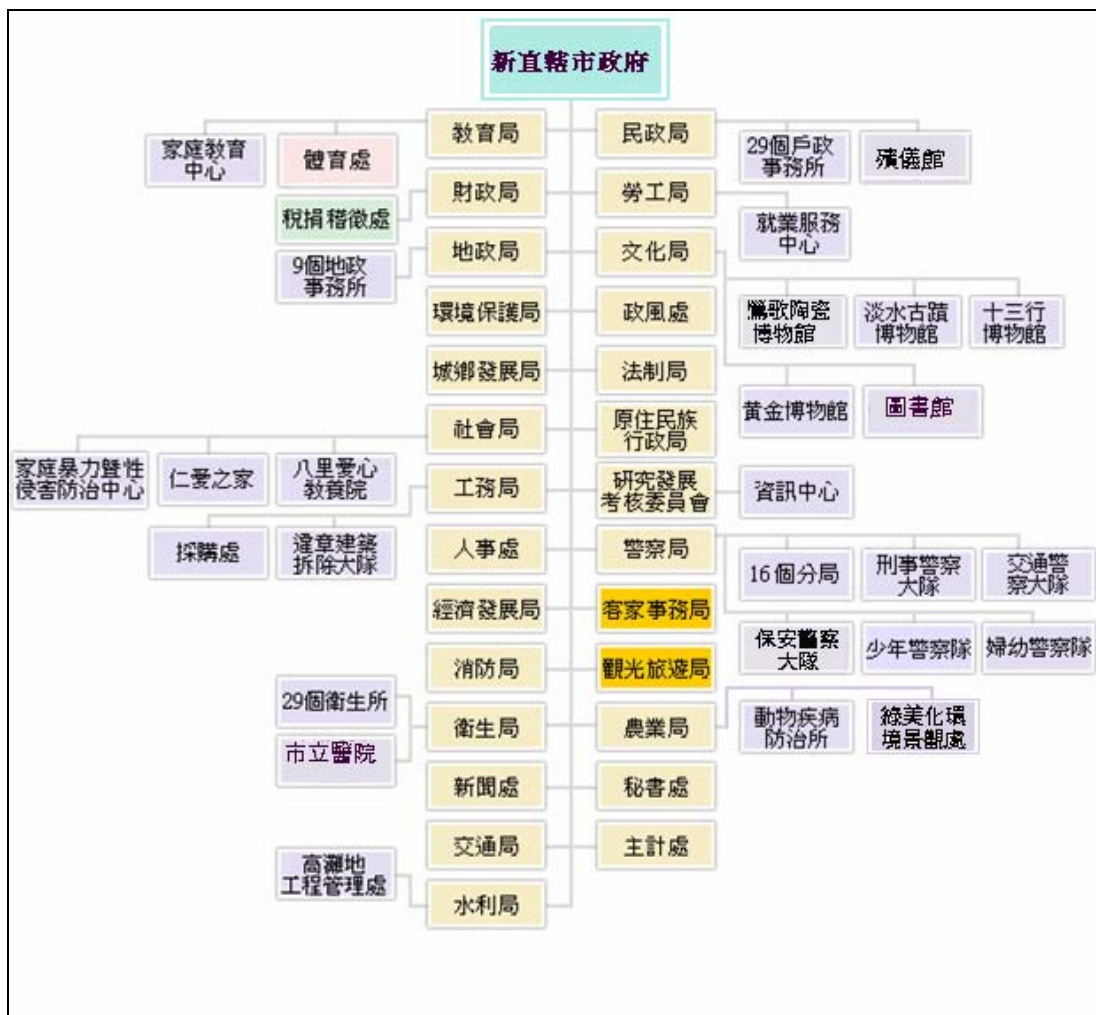 新直轄市政府
教育局
民政局
家庭教育
中心
體育處
29個戶政
事務所
殯儀館
財政局
勞工局
稅捐稽徵處
就業服務
中心
地政局
文化局
9個地政
事務所
環境保護局
政風處
鶯歌陶瓷
博物館
淡水古蹟
博物館
十三行
博物館
城鄉發展局
法制局
黃金博物館
圖書館
社會局
原住民族
行政局
家庭暴力暨性
侵害防治中心
仁愛之家
八里愛心
教養院
工務局
研究發展
考核委員會
資訊中心
採購處
違章建築
拆除大隊
人事處
警察局
16個分局
刑事警察
大隊
交通警
察大隊
經濟發展局
客家事務局
保安警察
大隊
少年警察隊
婦幼警察隊
消防局
觀光旅遊局
29個衛生所
市立醫院
衛生局
農業局
動物疾病
防治所
綠美化環
境景觀處
新聞處
秘書處
交通局
主計處
高灘地
工程管理處
水利局